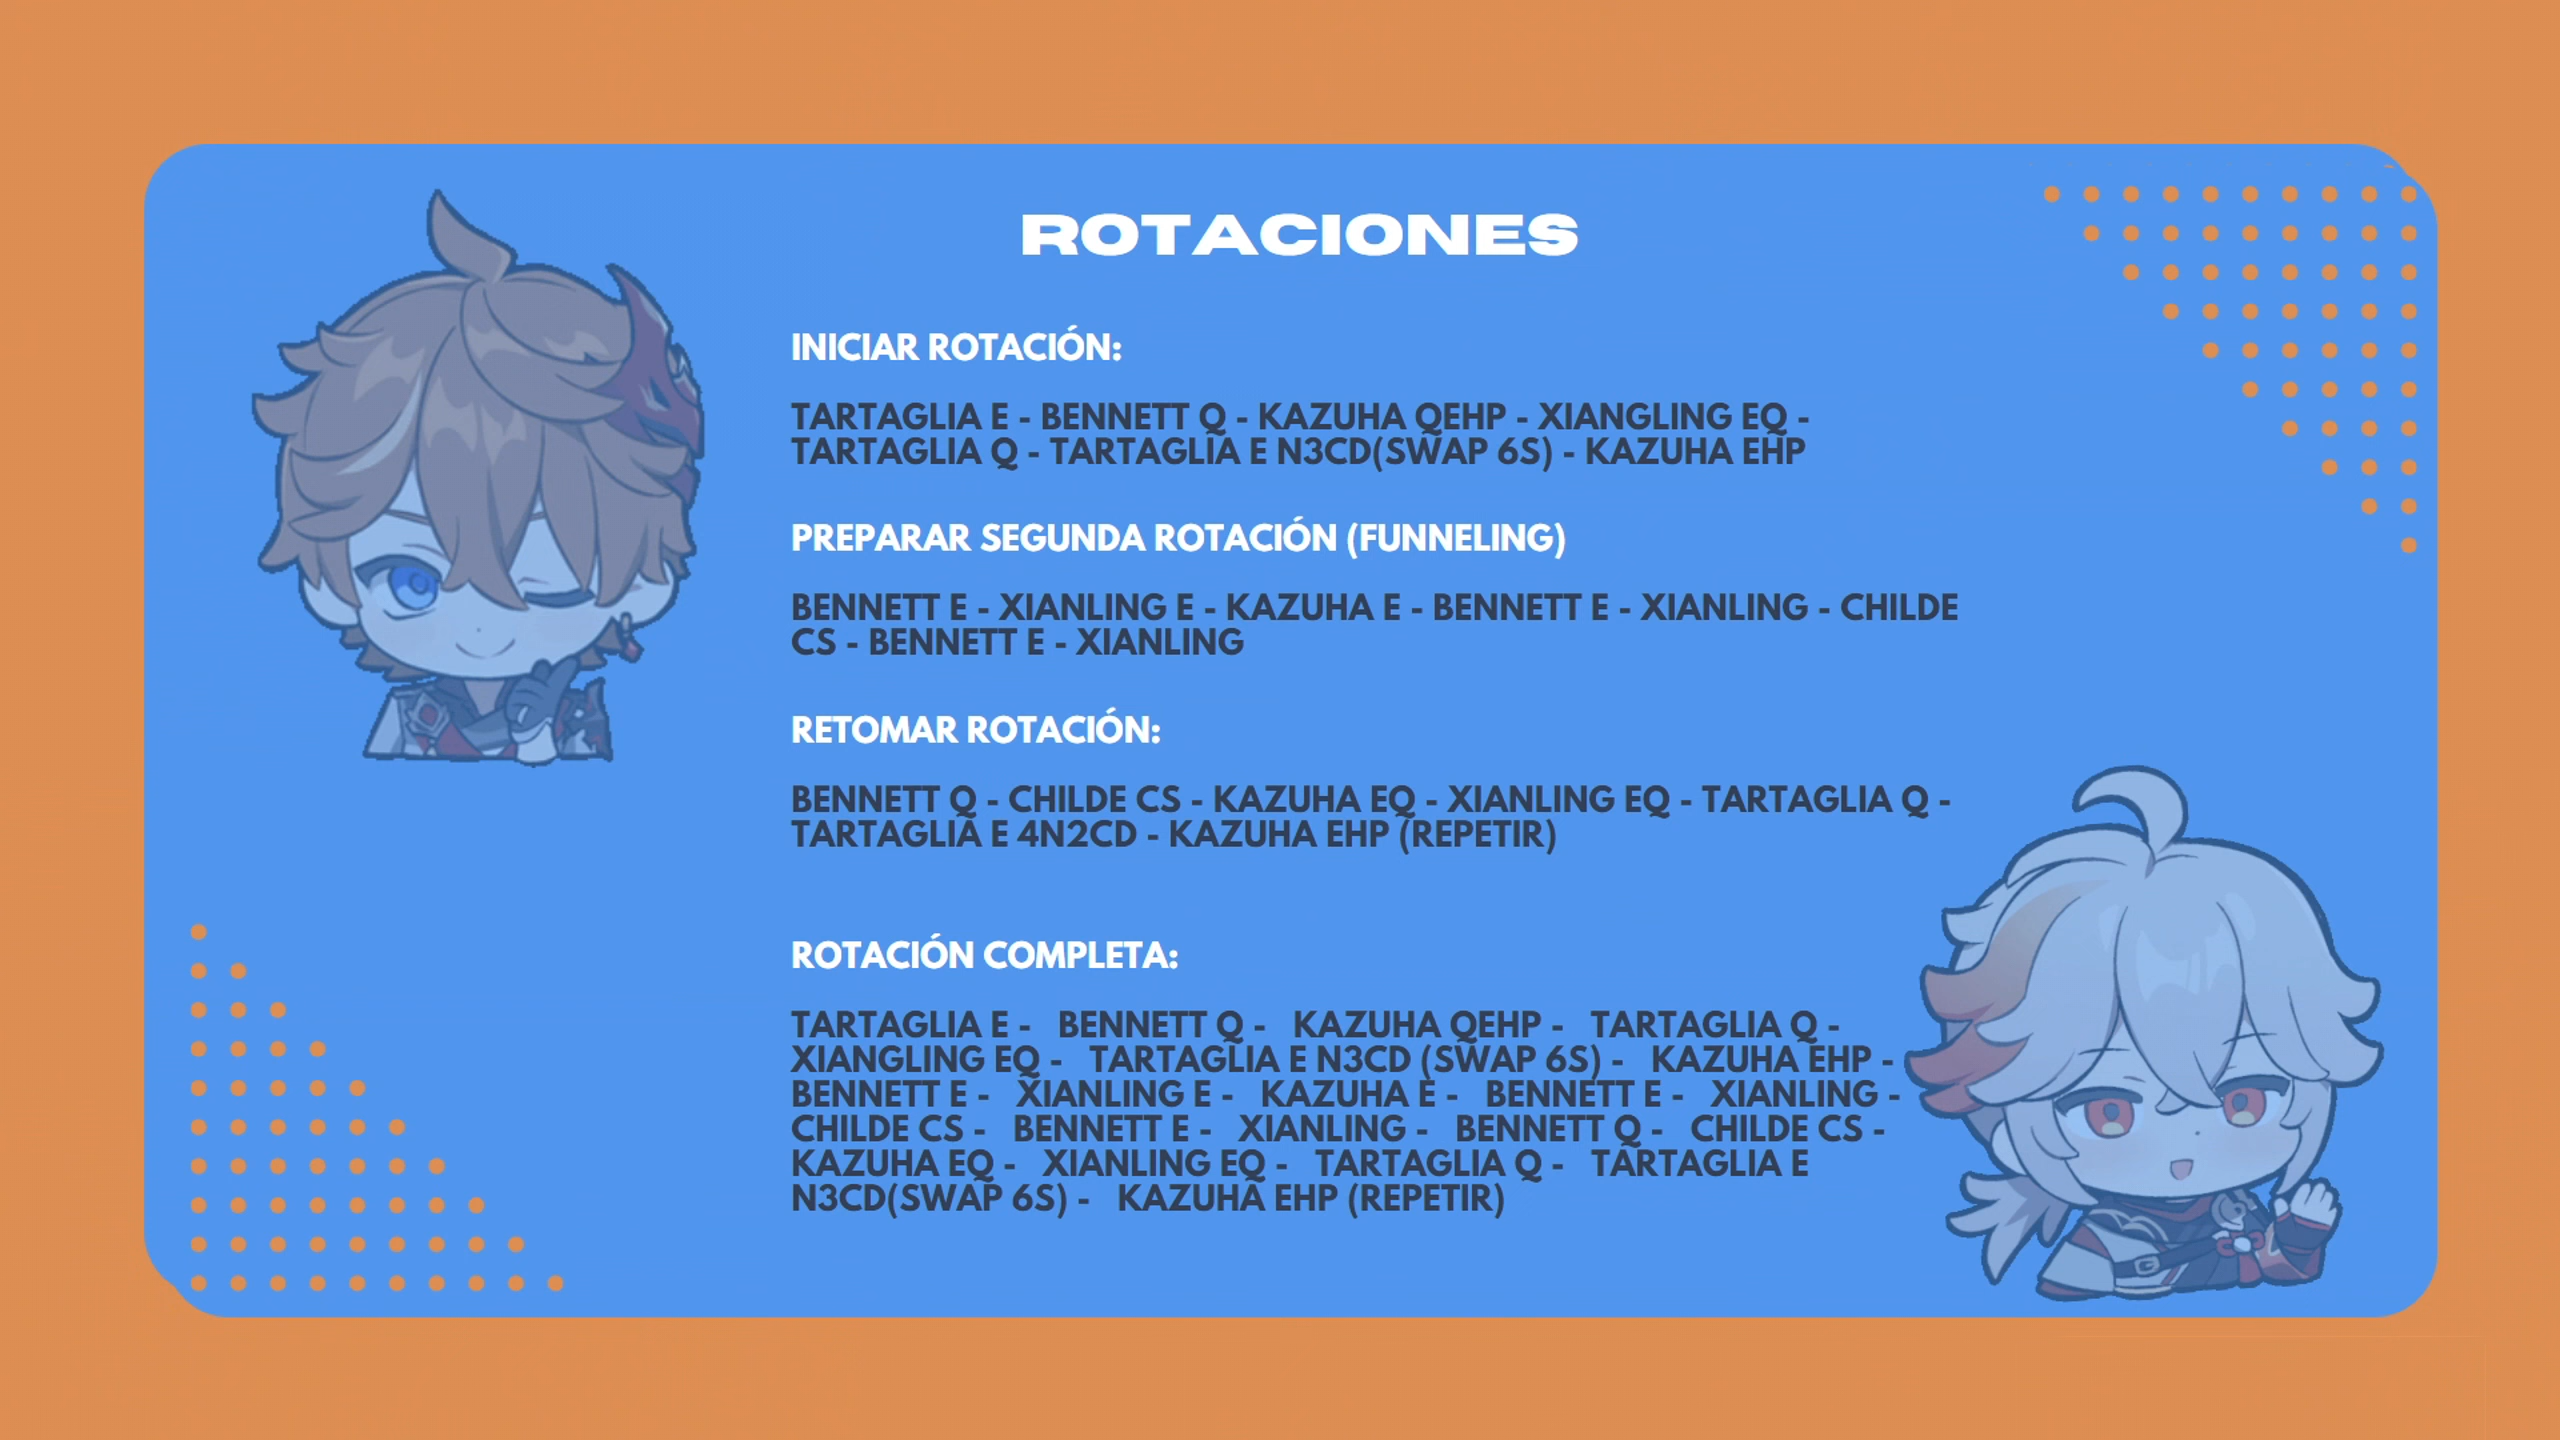 ROTACIONES
INICIAR ROTACIÓN:
TARTAGLIA E - BENNETT Q - KAZUHA QEHP - XIANGLING EQ -
TARTAGLIA Q - TARTAGLIA E N3CD(SWAP 6S) - KAZUHA EHP
PREPARAR SEGUNDA ROTACIÓN (FUNNELING)
BENNETT E - XIANLING E - KAZUHA E - BENNETT E - XIANLING - CHILDE
CS - BENNETT E - XIANLING
RETOMAR ROTACIÓN:
BENNETT Q - CHILDE CS - KAZUHA EQ - XIANLING EQ - TARTAGLIA Q -
TARTAGLIA E 4N2CD - KAZUHA EHP (REPETIR)
ROTACIÓN COMPLETA:
TARTAGLIA E - BENNETT Q - KAZUHA QEHP - TARTAGLIA Q -
XIANGLING EQ - TARTAGLIA E N3CD (SWAP 6S) - KAZUHA EHP -
BENNETT E - XIANLING E - KAZUHA E - BENNETT E - XIANLING -
CHILDE CS - BENNETT E - XIANLING - BENNETT Q - CHILDE CS -
KAZUHA EQ - XIANLING EQ - TARTAGLIA Q - TARTAGLIA E
N3CD(SWAP 6S) - KAZUHA EHP (REPETIR)